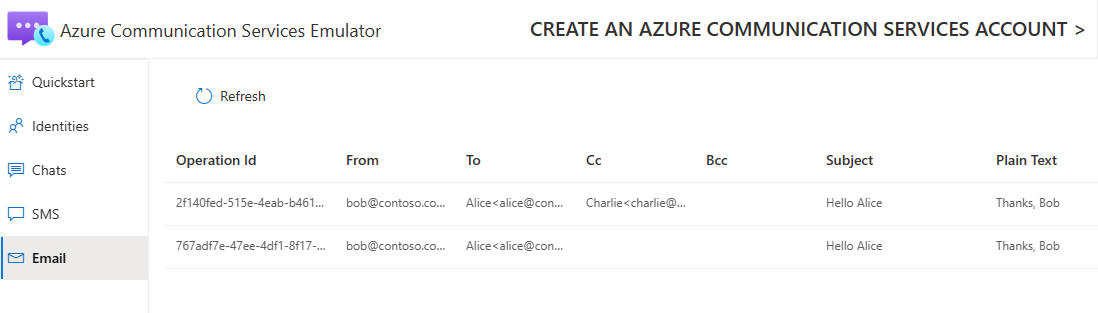 Azure Communication Services Emulator
CREATE AN AZURE COMMUNICATION SERVICES ACCOUNT >
Quickstart
Identities
Chats
SMS
Email
Refresh
Operation Id From To Cc Bcc Subject Plain Text
2f140fed-515e-4eab-b461... bob@contoso.co... Alice<alice@con... Charlie<charlie@... Hello Alice Thanks, Bob
767adf7e-47ee-4df1-8f17-... bob@contoso.co... Alice<alice@con... Hello Alice Thanks, Bob